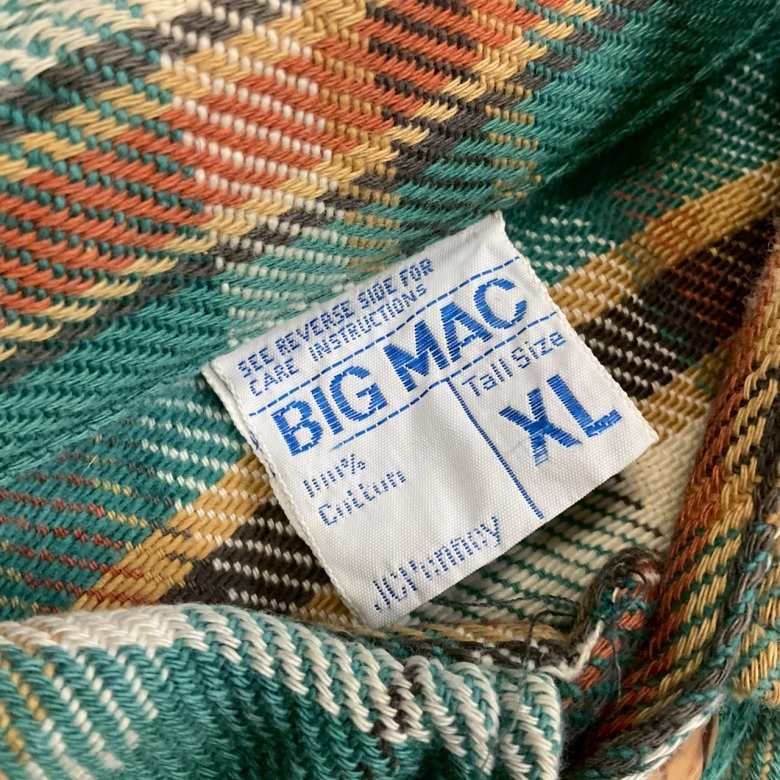 SEE REVERSE SIDE FOR
CARE INSTRUCTIONS
BIG MAC
100%
Cotton
Tall Size
XL
JCPenney